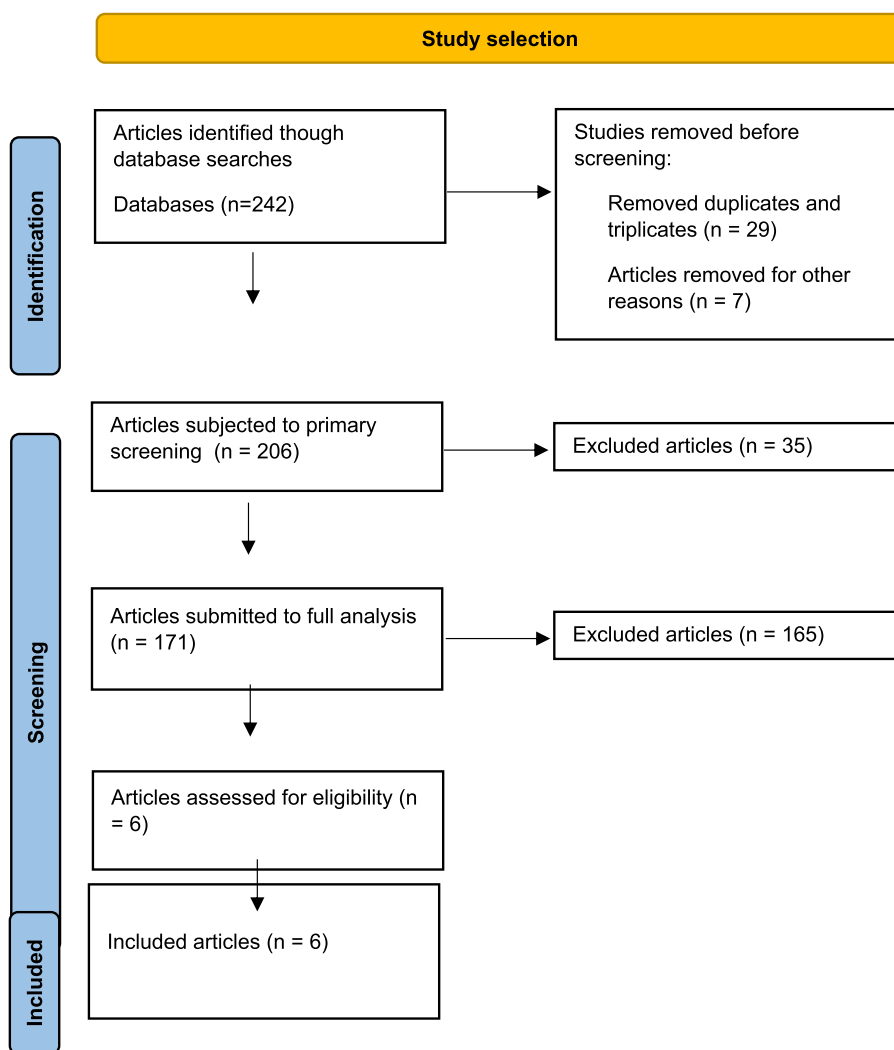 Study selection
Identification
Articles identified though
database searches
Databases (n=242)
Studies removed before
screening:
Removed duplicates and
triplicates (n = 29)
Articles removed for other
reasons (n = 7)
Screening
Articles subjected to primary
screening  (n = 206)
Excluded articles (n = 35)
Articles submitted to full analysis
(n = 171)
Excluded articles (n = 165)
Articles assessed for eligibility (n
= 6)
Included
Included articles (n = 6)